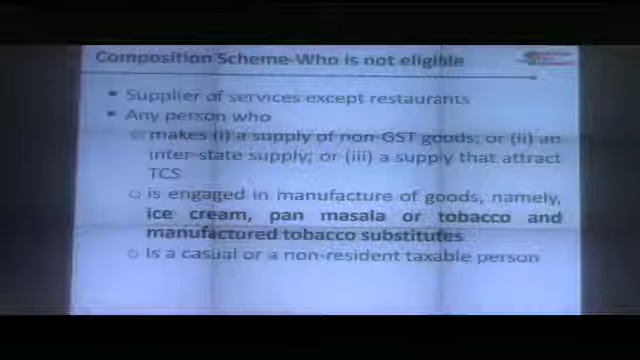 Composition Scheme-Who is not eligible
Supplier of services except restaurants
Any person who
makes (i) a supply of non-GST goods; or (ii) an
inter-state supply; or (iii) a supply that attract
TCS
is engaged in manufacture of goods, namely,
ice cream, pan masala or tobacco and
manufactured tobacco substitutes
Is a casual or a non-resident taxable person